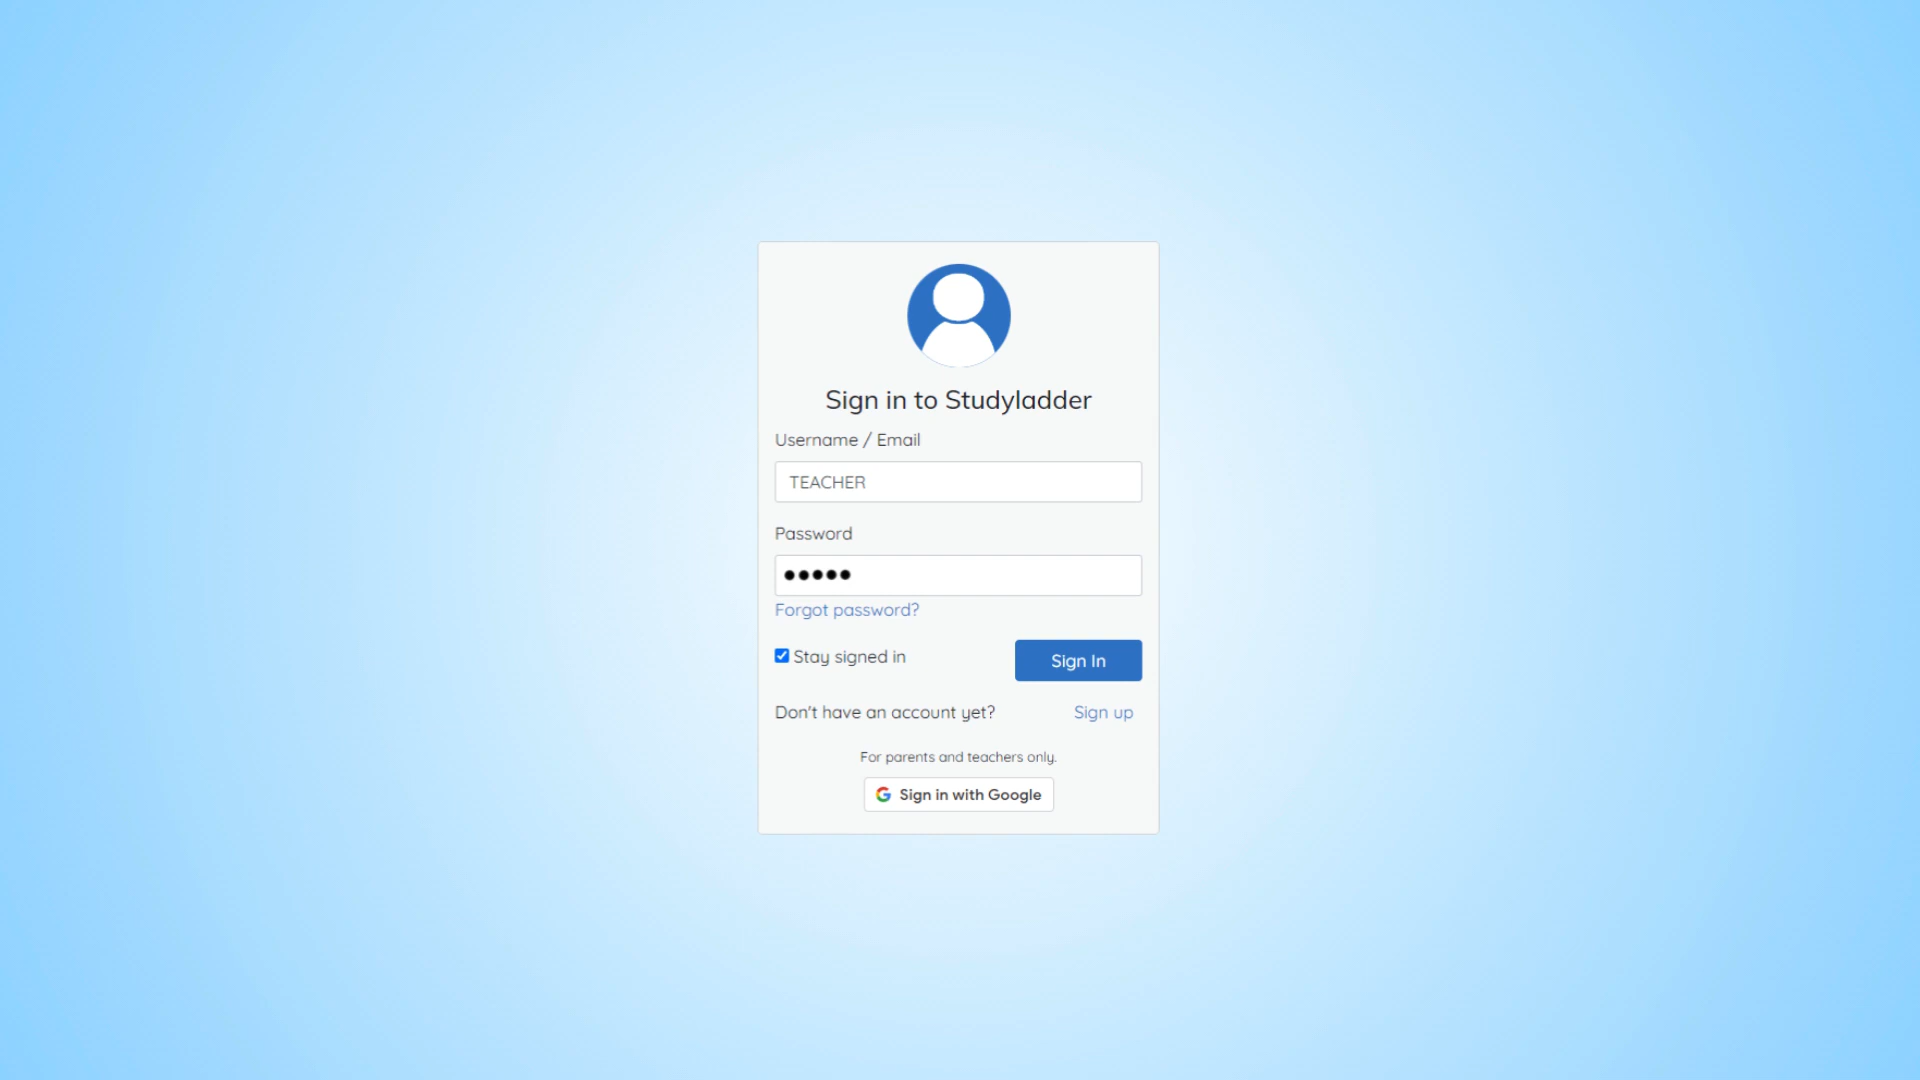 Sign in to Studyladder
Username / Email
TEACHER
Password
●●●●●
Forgot password?
Stay signed in
Sign In
Don't have an account yet?
Sign up
For parents and teachers only.
Sign in with Google